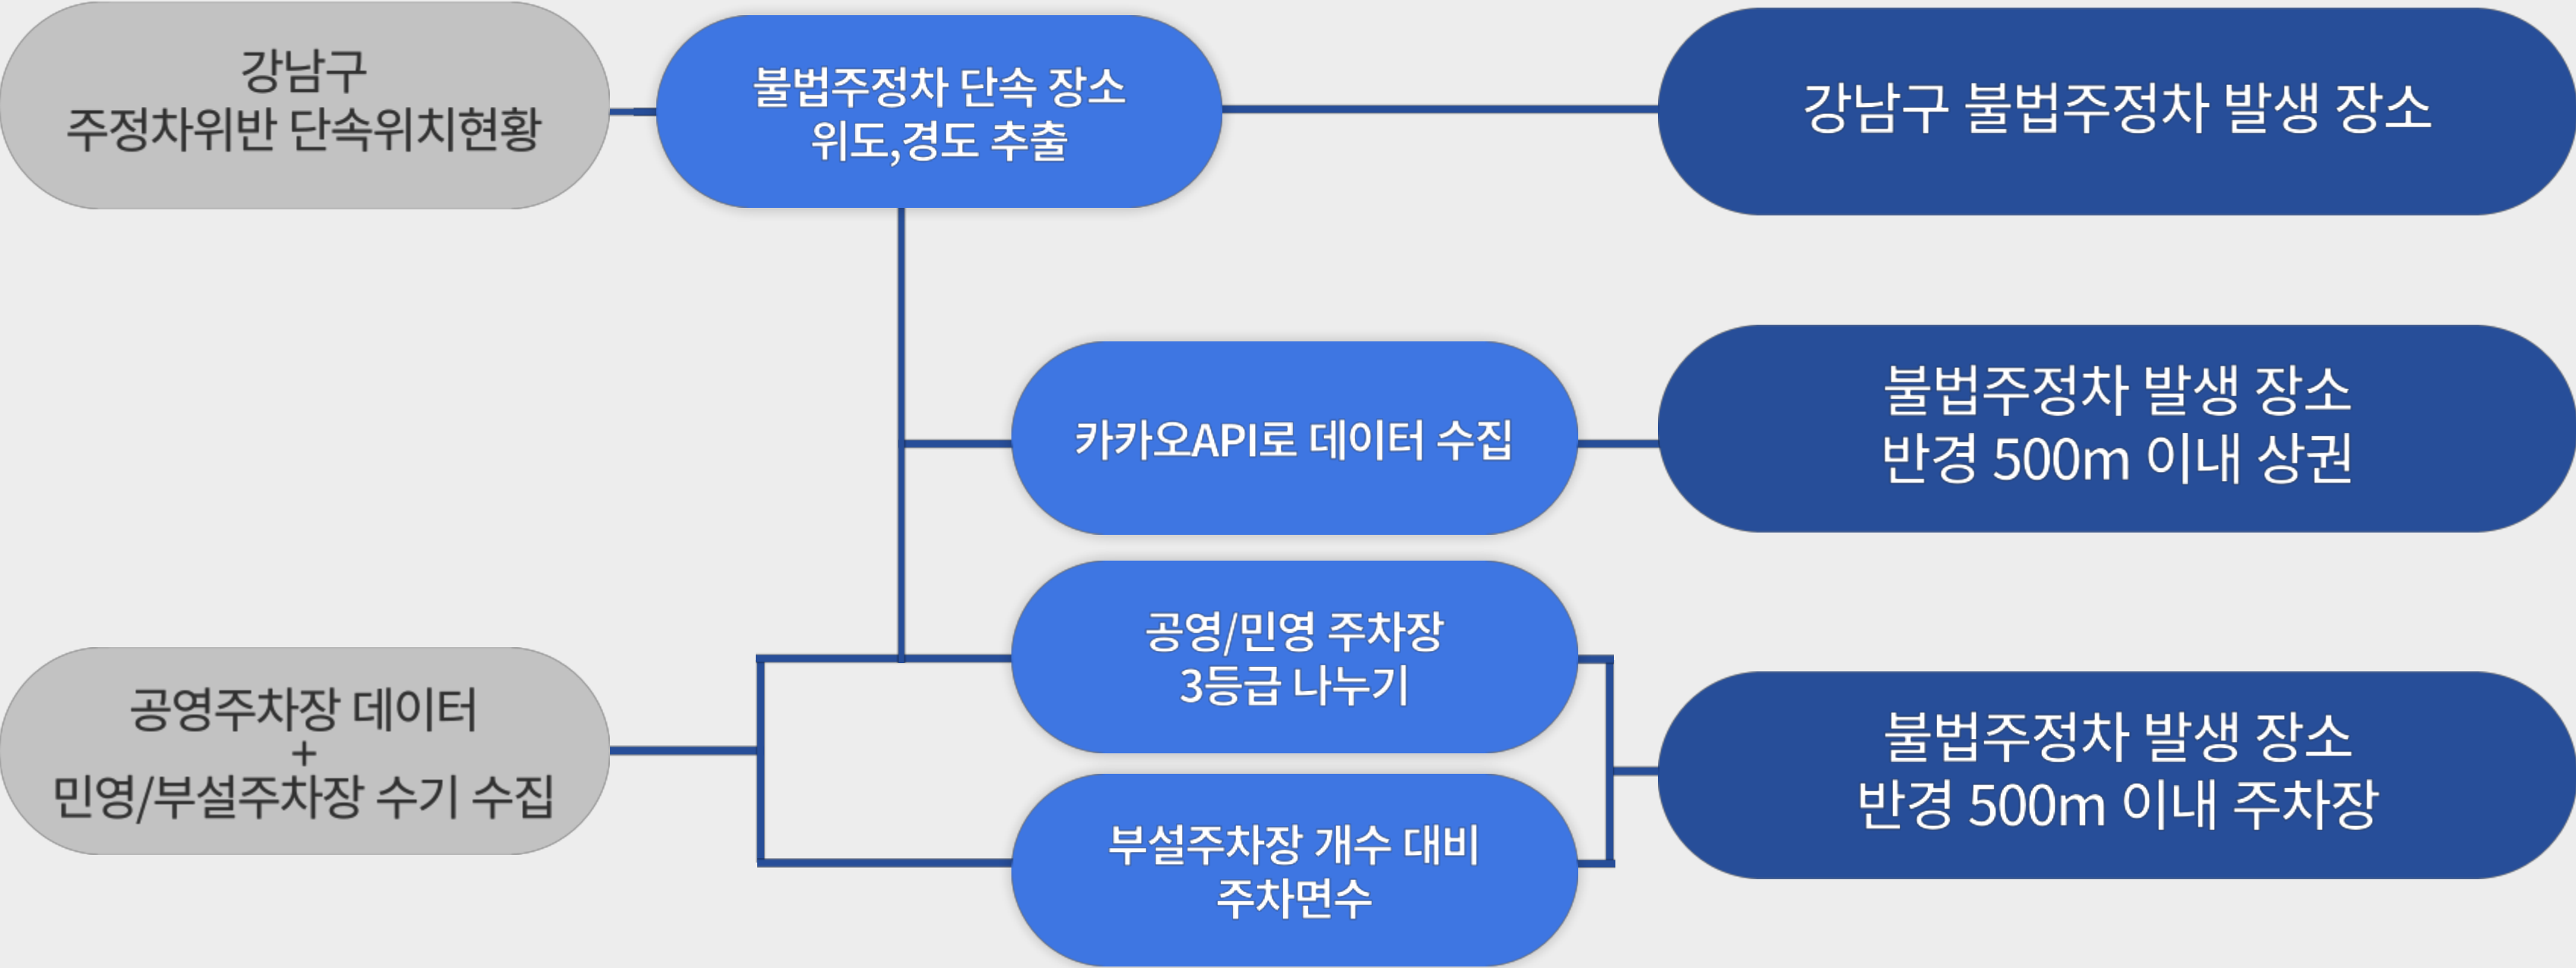 강남구
주정차위반 단속위치현황
불법주정차 단속 장소
위도,경도 추출
강남구 불법주정차 발생 장소
카카오API로 데이터 수집
불법주정차 발생 장소
반경 500m 이내 상권
공영주차장 데이터
+
민영/부설주차장 수기 수집
공영/민영 주차장
3등급 나누기
부설주차장 개수 대비
주차면수
불법주정차 발생 장소
반경 500m 이내 주차장